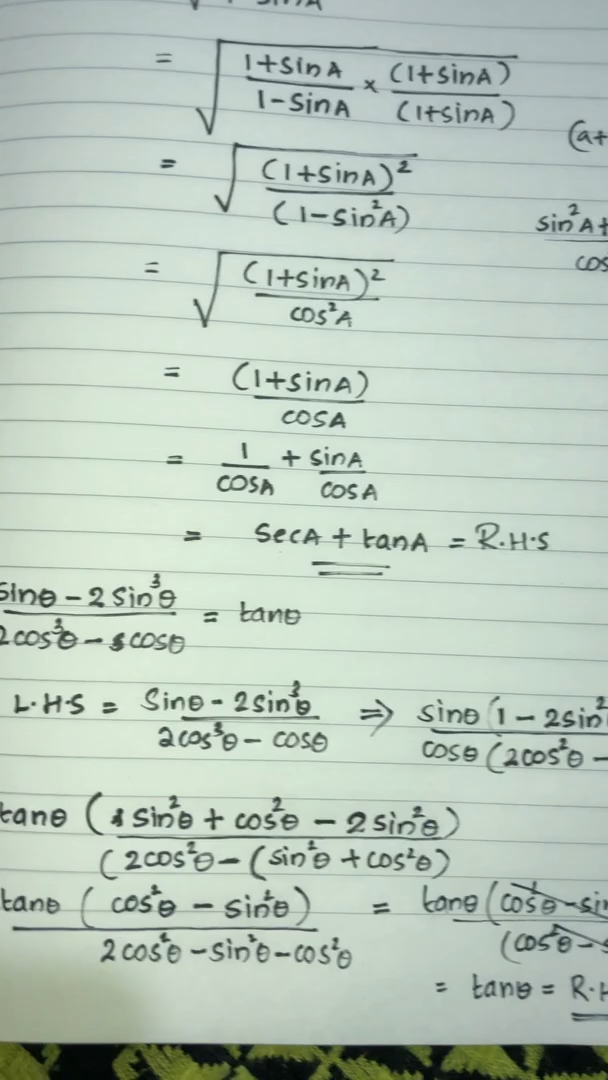 = √((1+sinA)/(1-sinA) × (1+sinA)/(1+sinA))
(a+
= √((1+sinA)²/(1-sin²A))
sin²A+
cos
= √((1+sinA)²/cos²A)
= (1+sinA)/cosA
= 1/cosA + sinA/cosA
= secA + tanA = R.H.S
sinθ - 2sin³θ/2cos³θ - cosθ = tanθ
L.H.S = sinθ - 2sin³θ/2cos³θ - cosθ ⇒ sinθ(1 - 2sin²/cosθ(2cos²θ -
tanθ (sin²θ + cos²θ - 2sin²θ)/(2cos²θ - (sin²θ + cos²θ)
tanθ (cos²θ - sin²θ)/2cos²θ - sin²θ - cos²θ = tanθ(cos²θ - sin/(cos²θ -
= tanθ = R.H